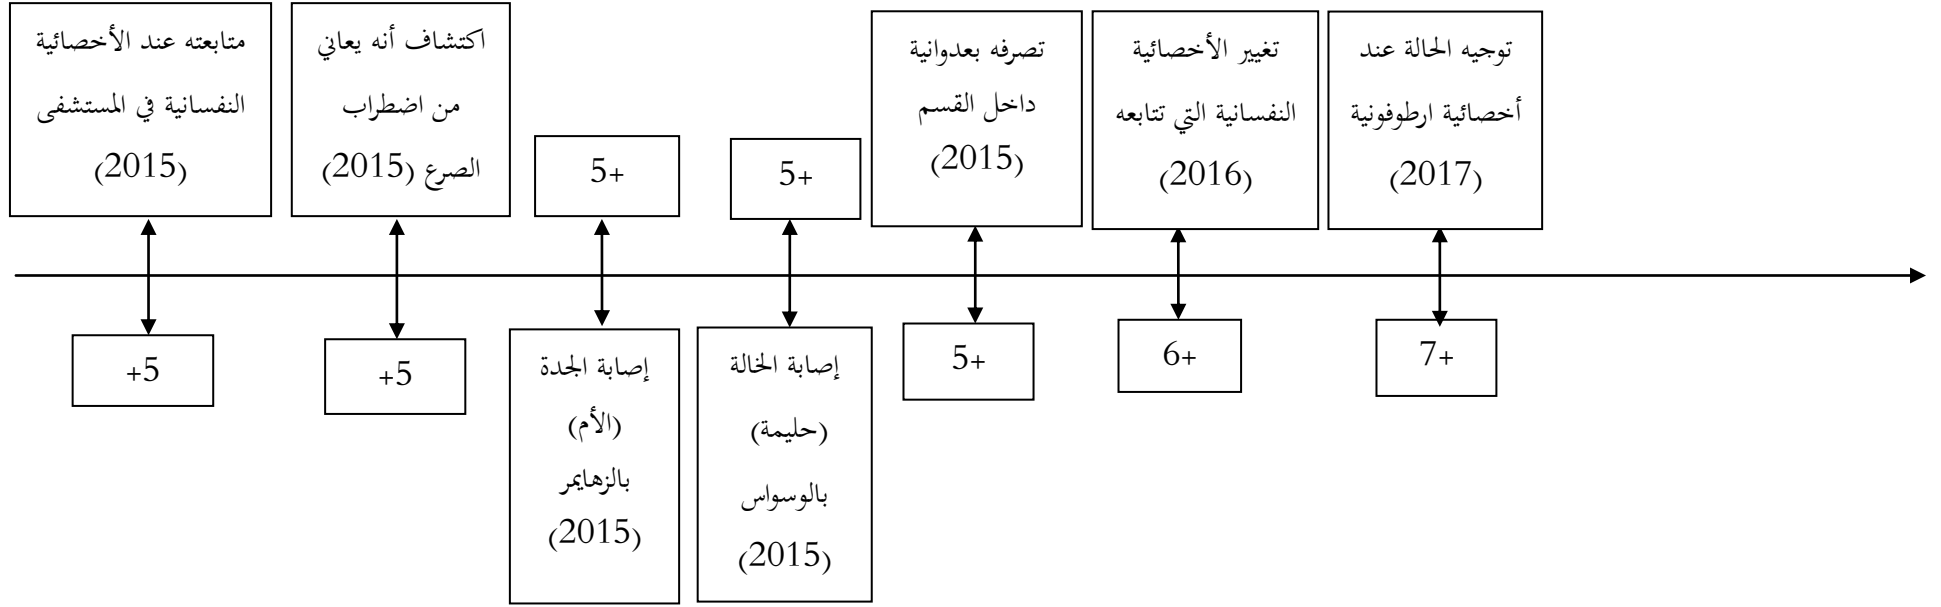 متابعته عند الأخصائية
النفسانية في المستشفى
(2015)
+5
اكتشاف أنه يعاني
من اضطراب
الصرع (2015)
+5
5+
إصابة الجدة
(الأم)
بالزهايمر
(2015)
5+
إصابة الخالة
(حليمة)
بالوسواس
(2015)
تصرفه بعدوانية
داخل القسم
(2015)
5+
تغيير الأخصائية
النفسانية التي تتابعه
(2016)
6+
توجيه الحالة عند
أخصائية ارطوفونية
(2017)
7+